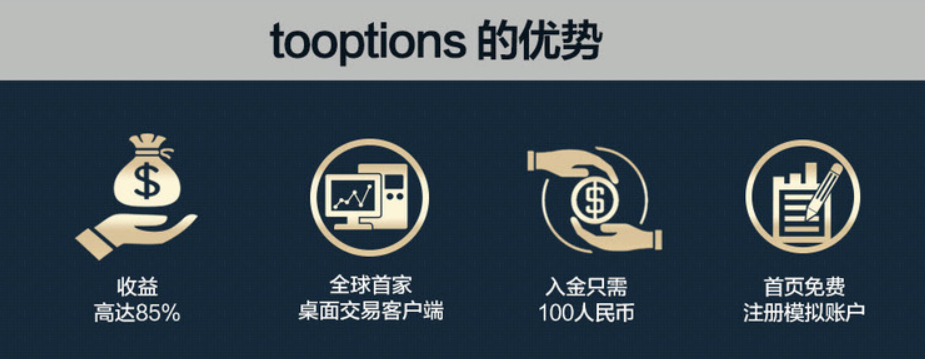 tooptions 的优势
收益
高达85%
全球首家
桌面交易客户端
入金只需
100人民币
首页免费
注册模拟账户